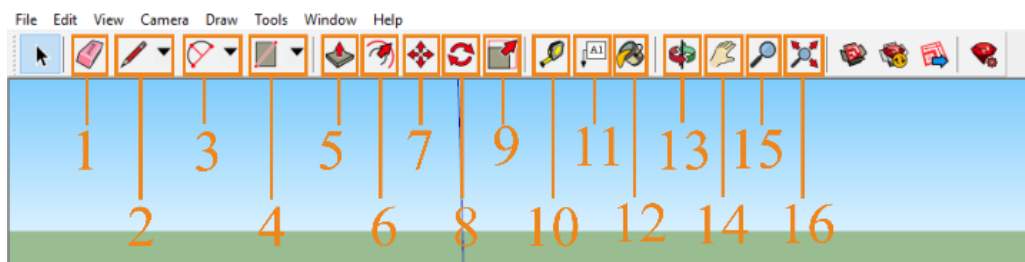 File Edit View Camera Draw Tools Window Help
A1
1 3 5 7 9 11 13 15
2 4 6 8 10 12 14 16